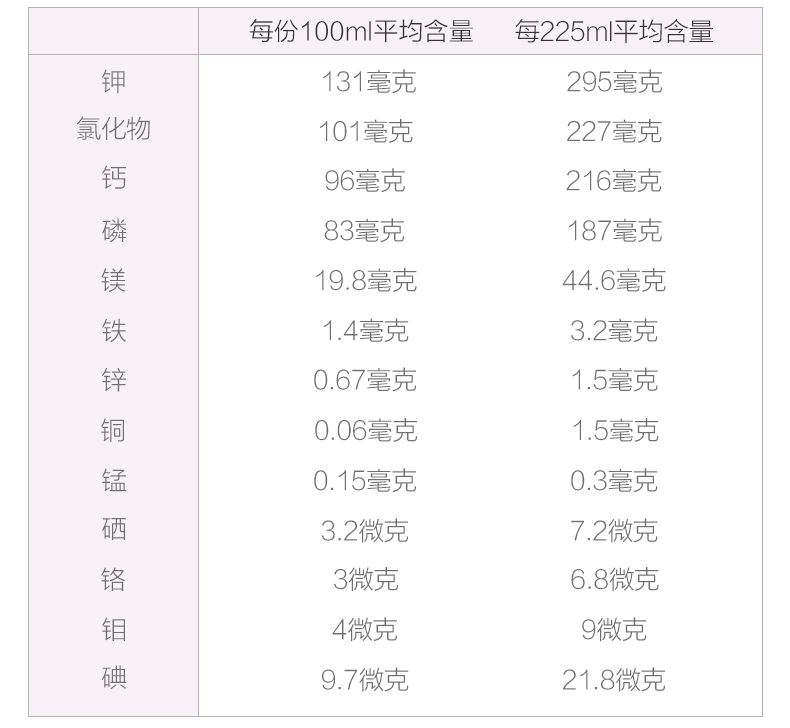 每份100ml平均含量 每225ml平均含量
钾 131毫克 295毫克
氯化物 101毫克 227毫克
钙 96毫克 216毫克
磷 83毫克 187毫克
镁 19.8毫克 44.6毫克
铁 1.4毫克 3.2毫克
锌 0.67毫克 1.5毫克
铜 0.06毫克 1.5毫克
锰 0.15毫克 0.3毫克
硒 3.2微克 7.2微克
铬 3微克 6.8微克
钼 4微克 9微克
碘 9.7微克 21.8微克